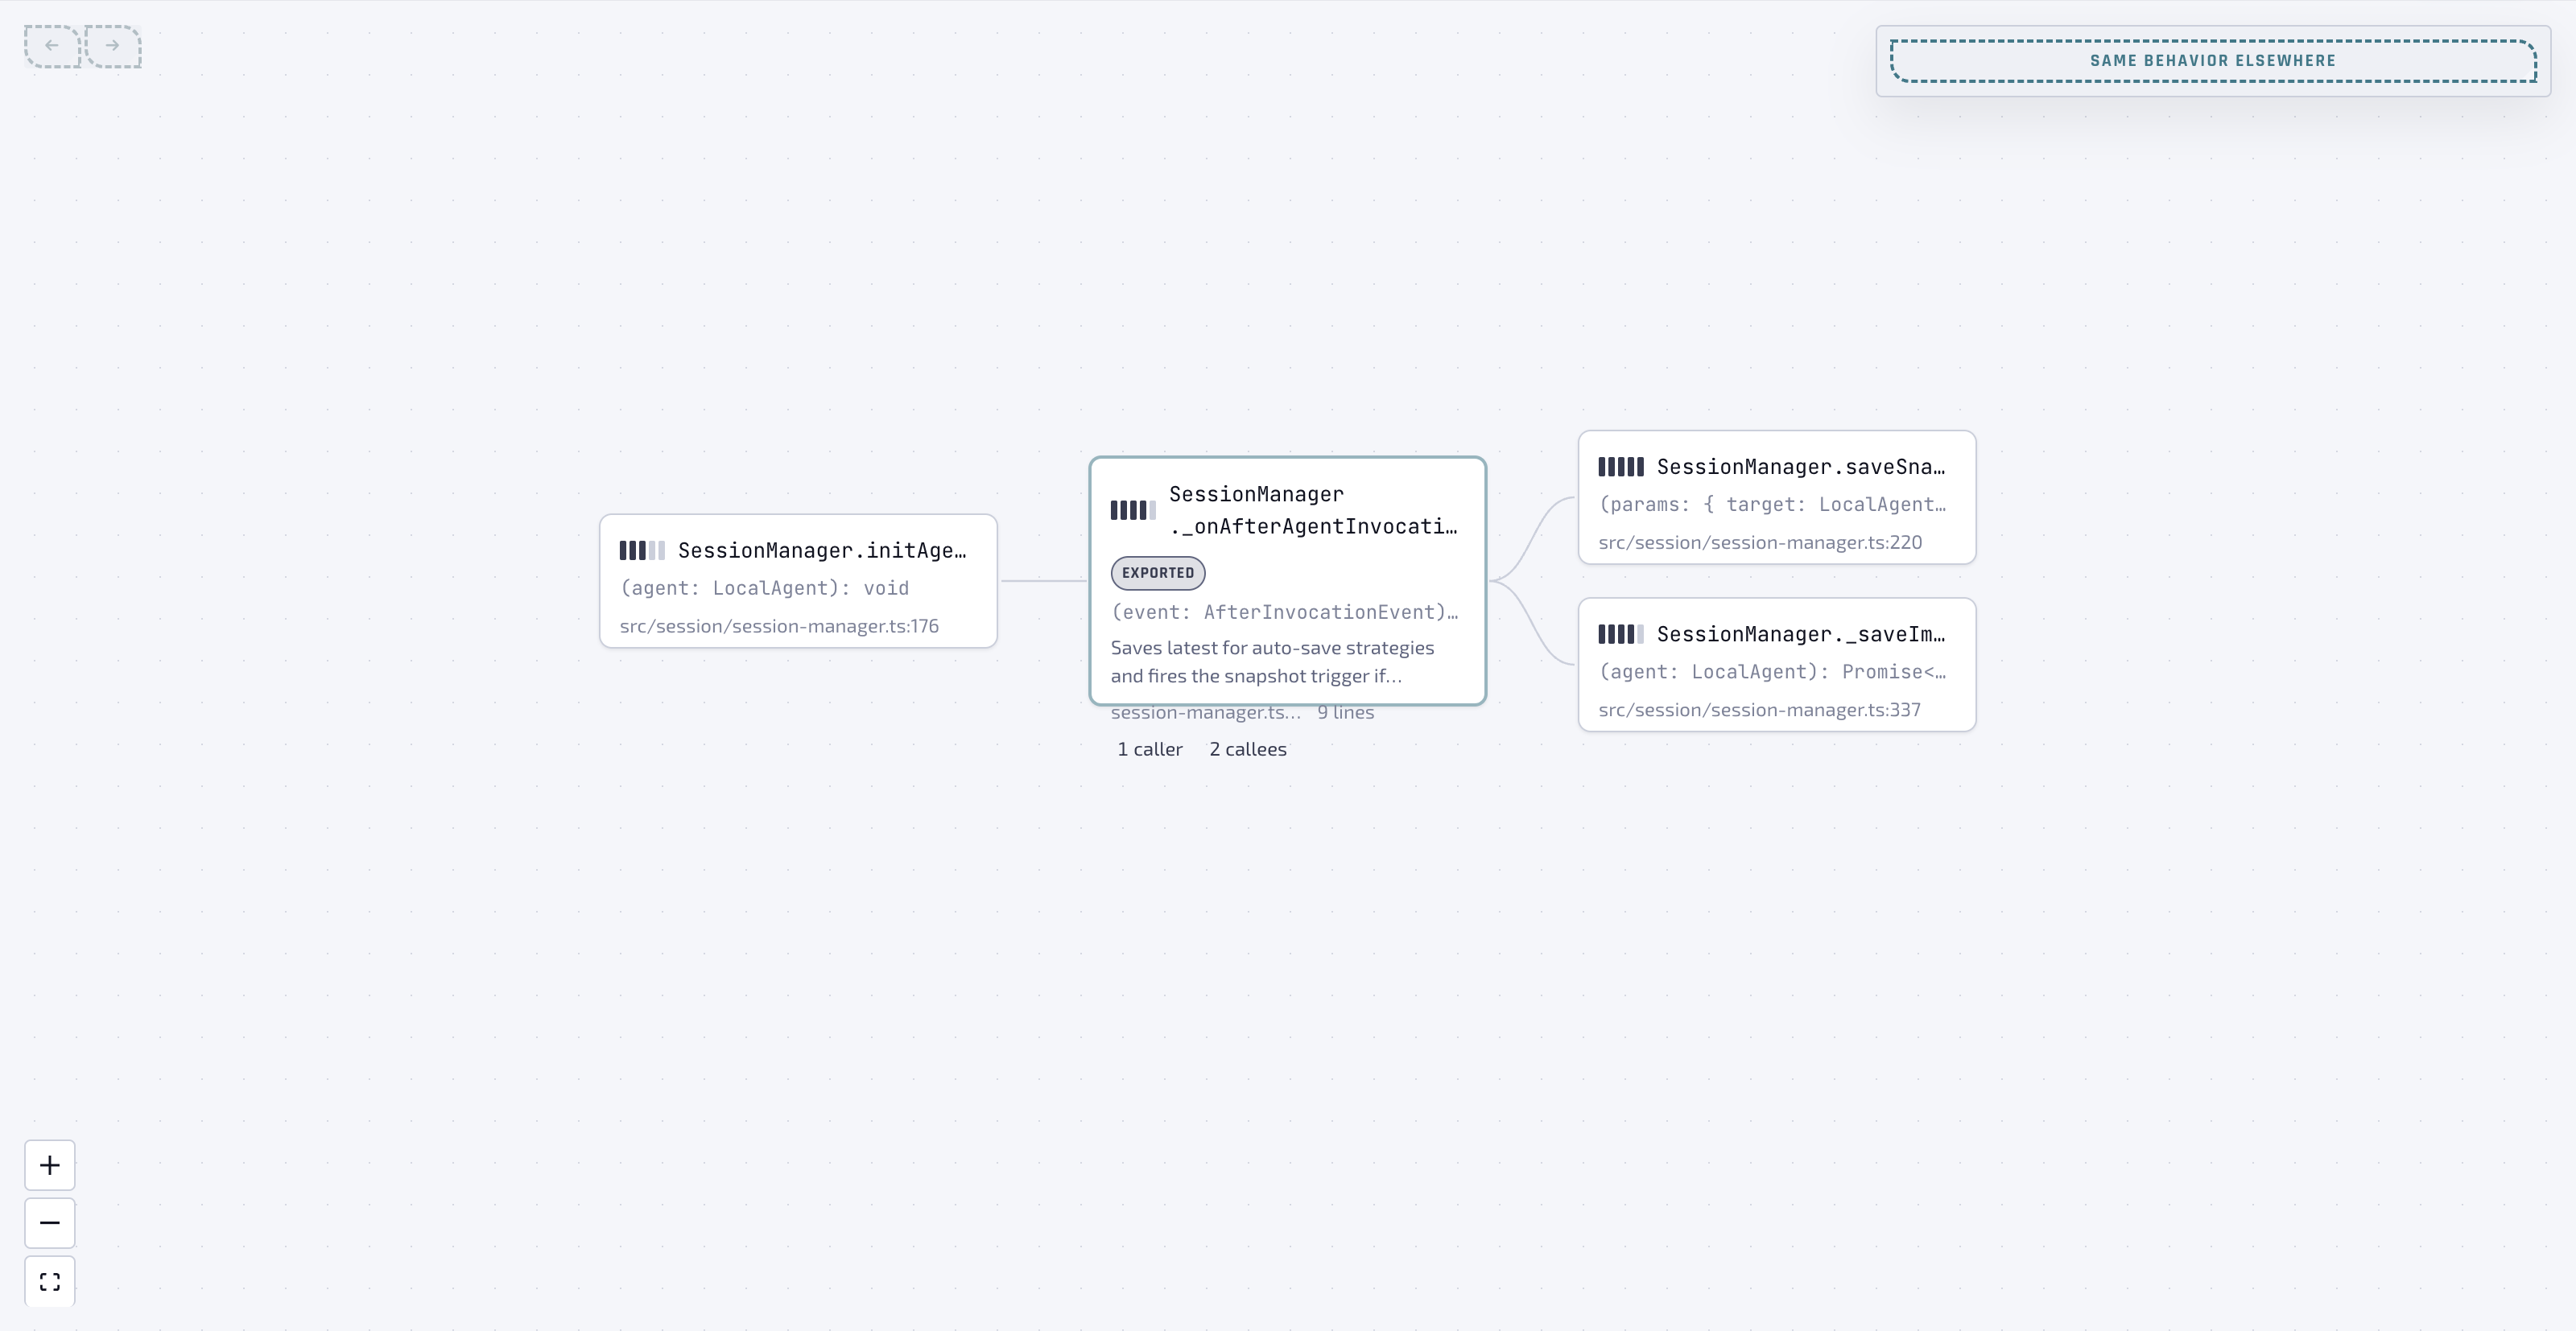 SAME BEHAVIOR ELSEWHERE
SessionManager.initAge…
(agent: LocalAgent): void
src/session/session-manager.ts:176
SessionManager
._onAfterAgentInvocati…
EXPORTED
(event: AfterInvocationEvent)…
Saves latest for auto-save strategies
and fires the snapshot trigger if…
session-manager.ts… 9 lines
1 caller 2 callees
SessionManager.saveSna…
(params: { target: LocalAgent…
src/session/session-manager.ts:220
SessionManager._saveIm…
(agent: LocalAgent): Promise<…
src/session/session-manager.ts:337